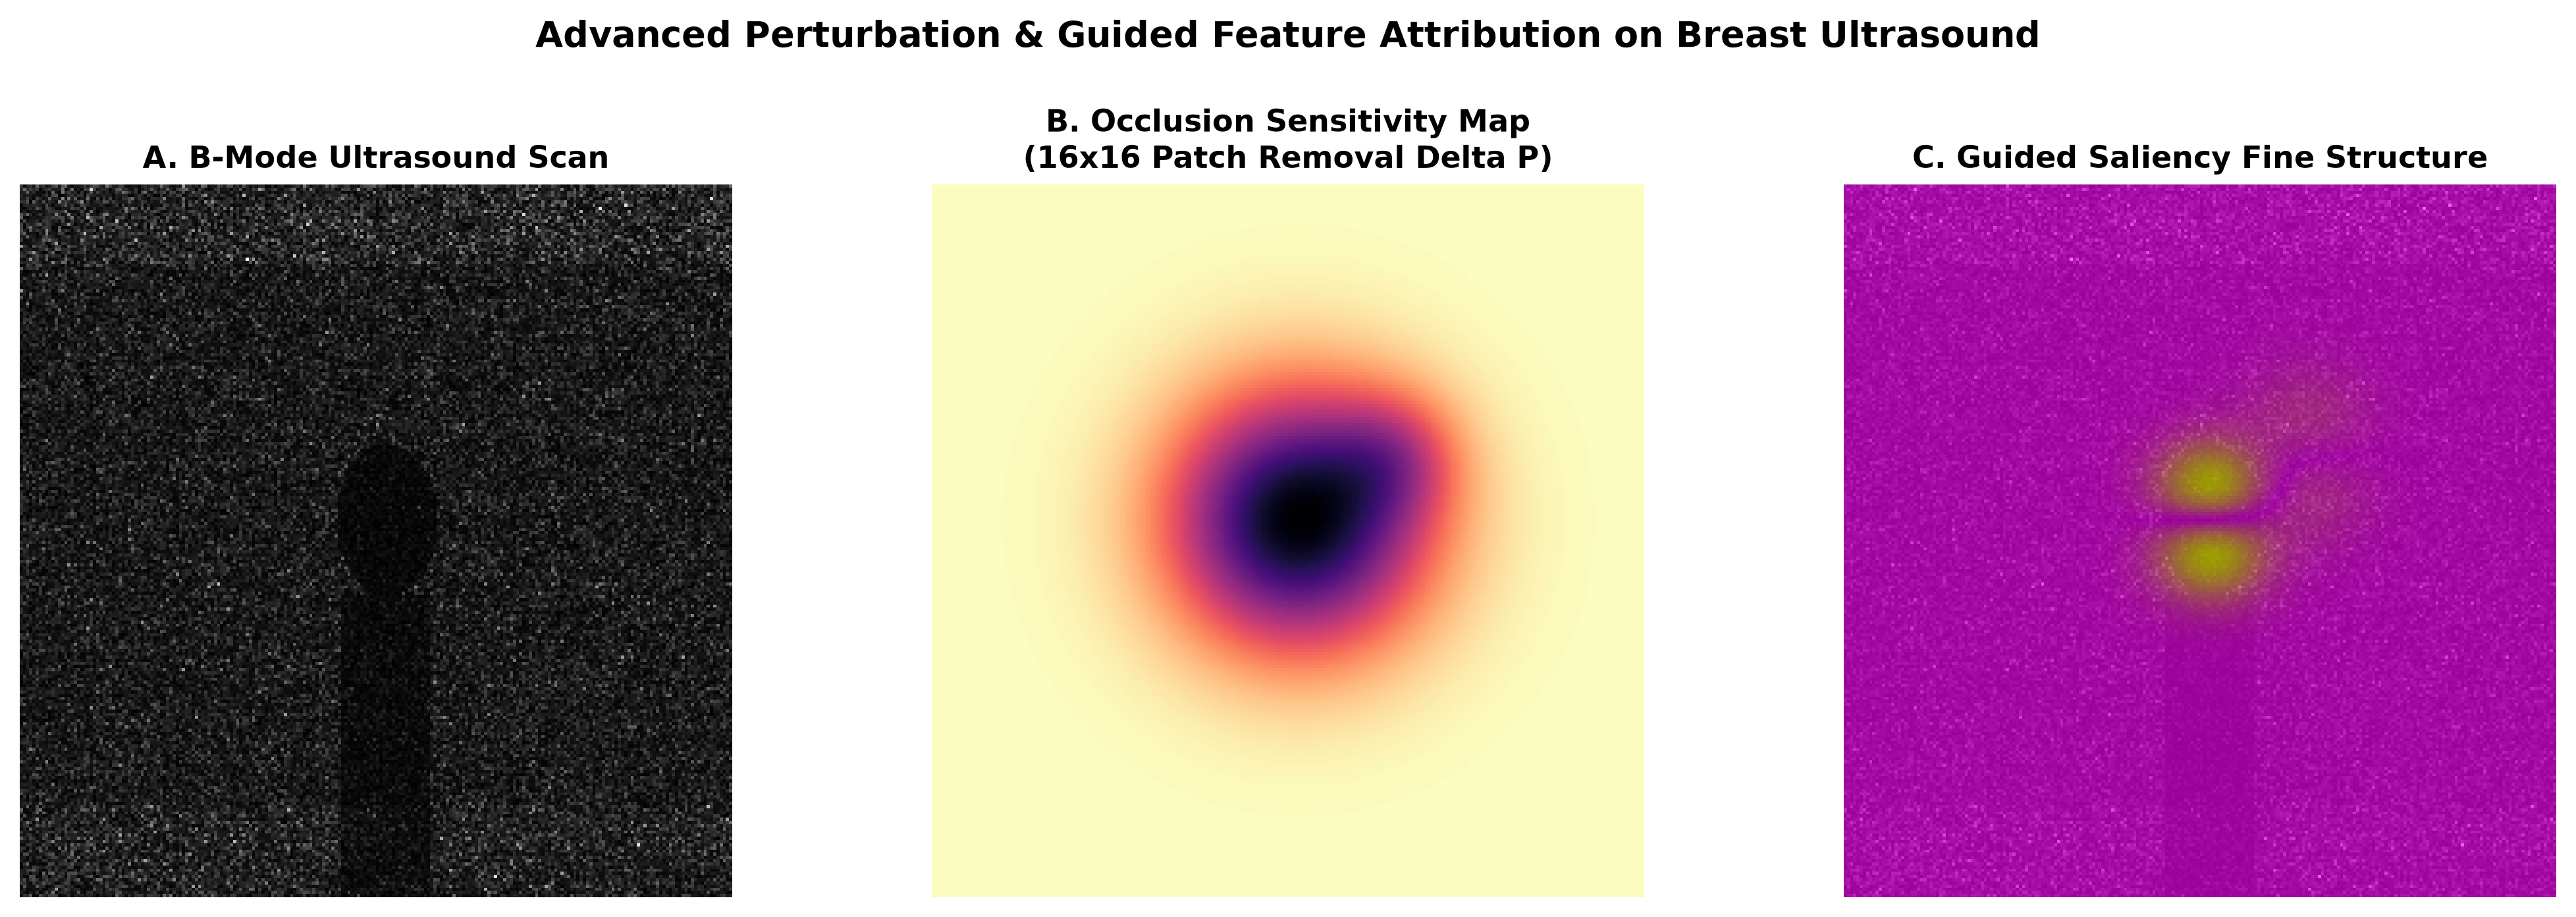 Advanced Perturbation & Guided Feature Attribution on Breast Ultrasound
A. B-Mode Ultrasound Scan
B. Occlusion Sensitivity Map
(16x16 Patch Removal Delta P)
C. Guided Saliency Fine Structure